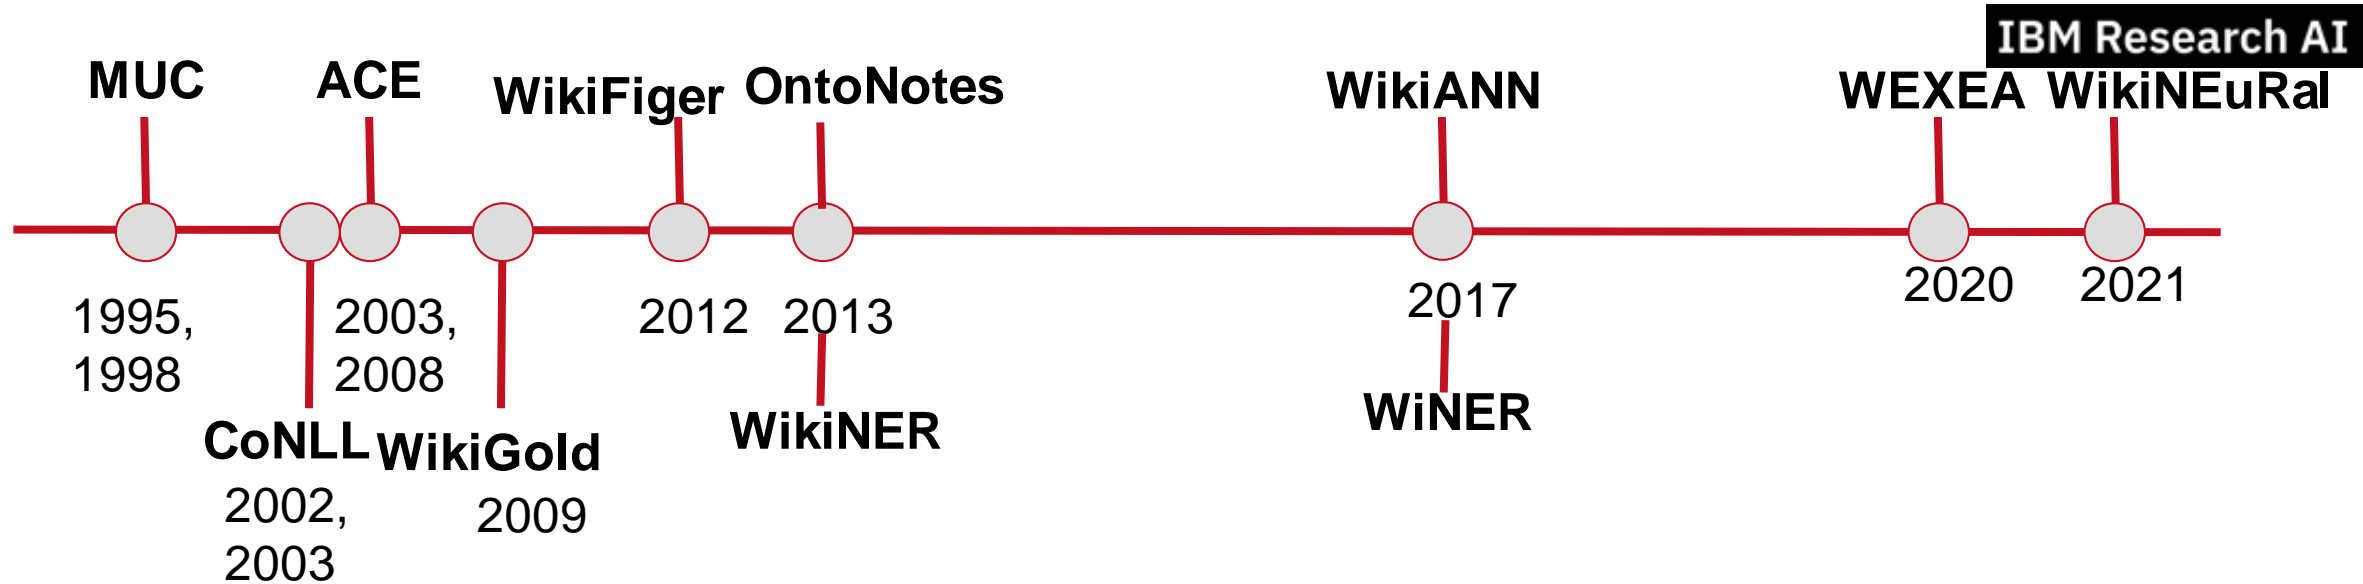 IBM Research AI
MUC
ACE
WikiFiger
OntoNotes
WikiANN
WEXEA
WikiNEuRal
1995,
1998
2003,
2008
2012
2013
2017
2020
2021
CoNLL
2002,
2003
WikiGold
2009
WikiNER
WiNER